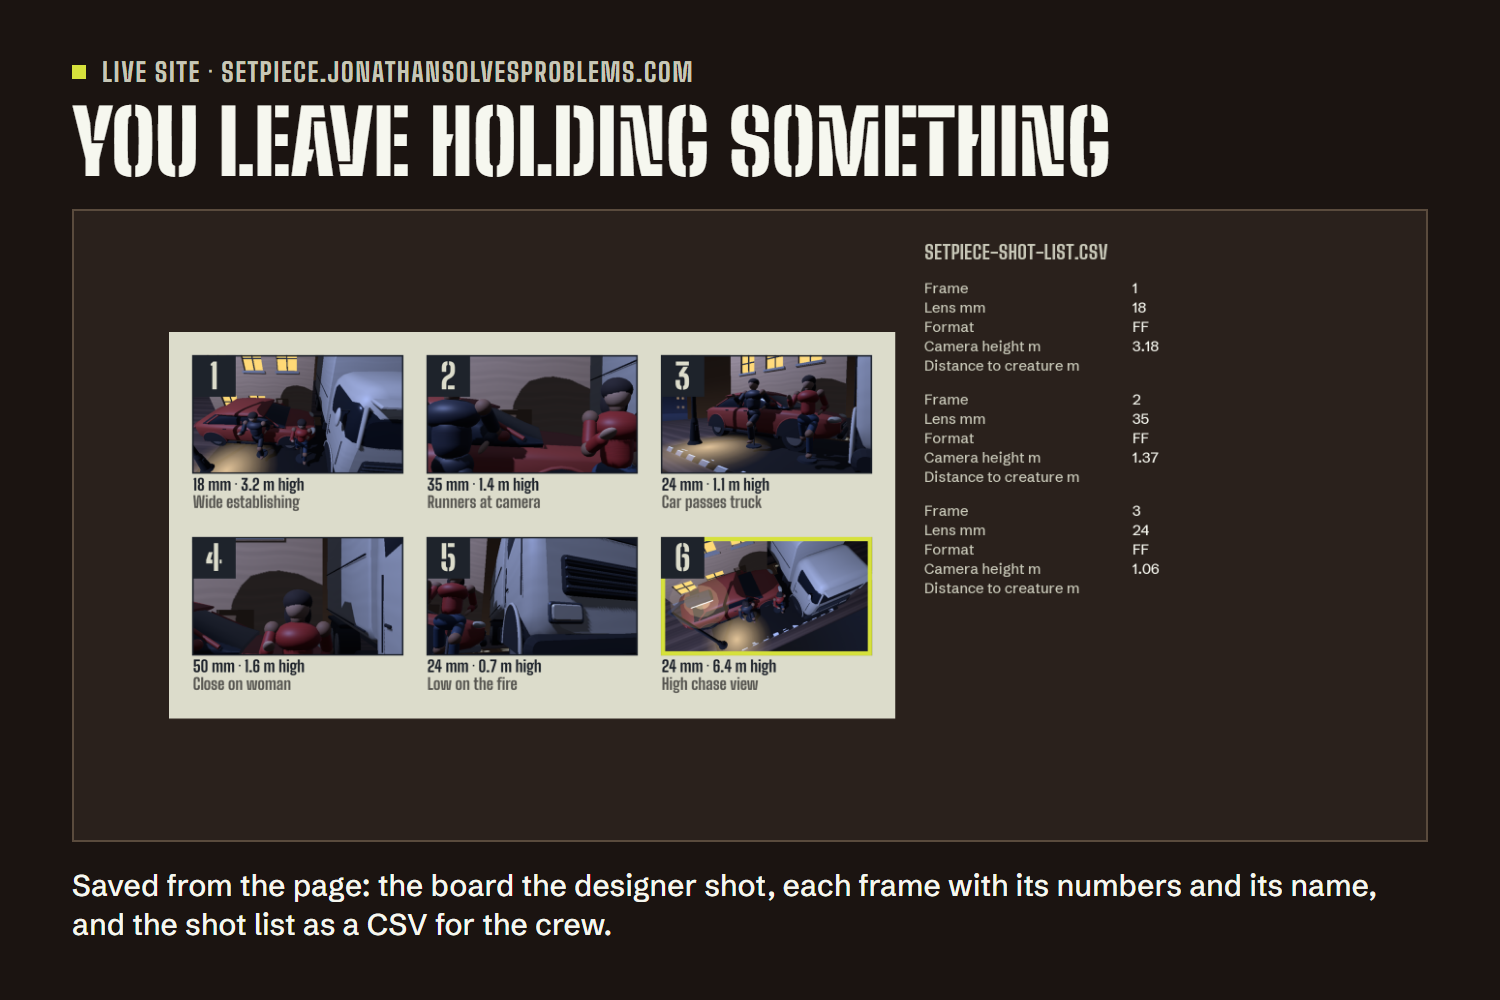 LIVE SITE · SETPIECE.JONATHANSOLVESPROBLEMS.COM
YOU LEAVE HOLDING SOMETHING
1
2
3
18 mm · 3.2 m high
Wide establishing
35 mm · 1.4 m high
Runners at camera
24 mm · 1.1 m high
Car passes truck
4
5
6
50 mm · 1.6 m high
Close on woman
24 mm · 0.7 m high
Low on the fire
24 mm · 6.4 m high
High chase view
SETPIECE-SHOT-LIST.CSV
Frame 1
Lens mm 18
Format FF
Camera height m 3.18
Distance to creature m
Frame 2
Lens mm 35
Format FF
Camera height m 1.37
Distance to creature m
Frame 3
Lens mm 24
Format FF
Camera height m 1.06
Distance to creature m
Saved from the page: the board the designer shot, each frame with its numbers and its name,
and the shot list as a CSV for the crew.